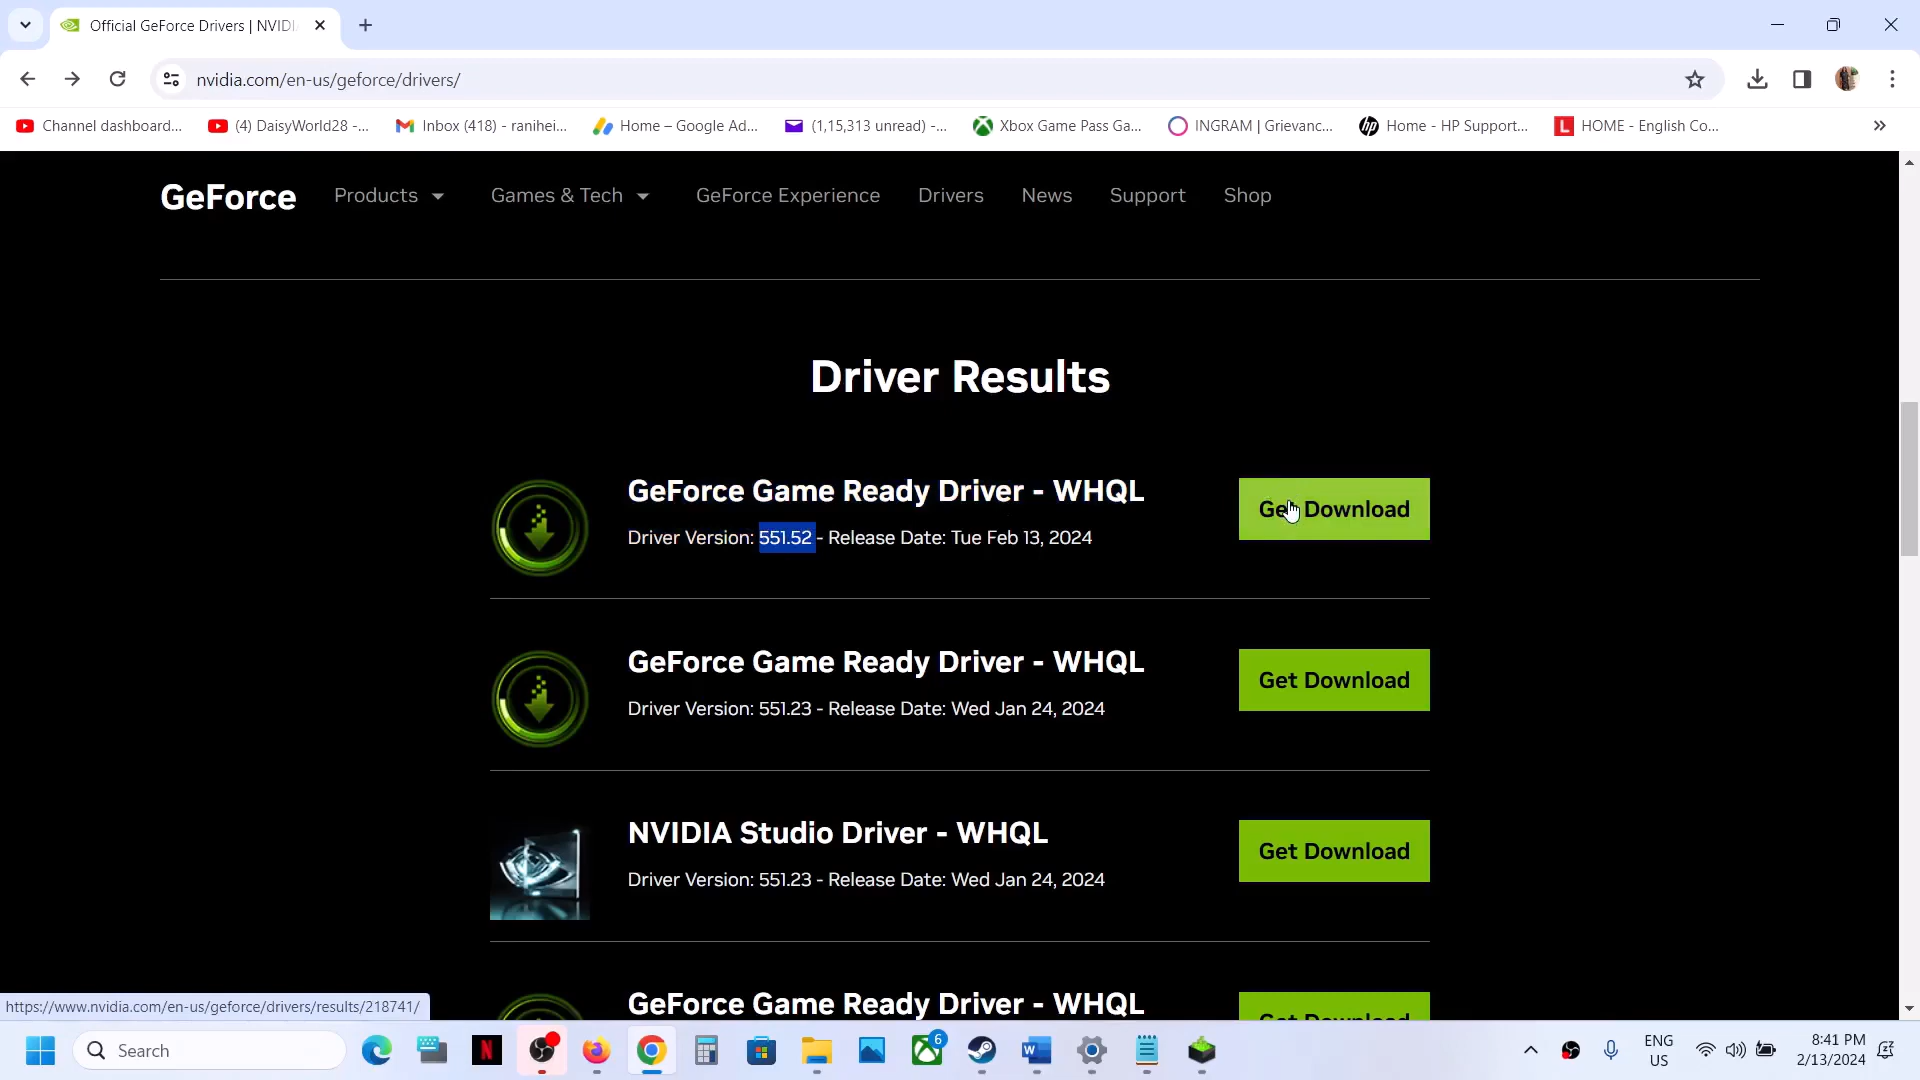 Official GeForce Drivers | NVIDI
nvidia.com/en-us/geforce/drivers/
Channel dashboard... (4) DaisyWorld28 -... Inbox (418) - ranihei... Home – Google Ad... (1,15,313 unread) -... Xbox Game Pass Ga... INGRAM | Grievanc... Home - HP Support... HOME - English Co...
GeForce Products Games & Tech GeForce Experience Drivers News Support Shop
Driver Results
GeForce Game Ready Driver - WHQL
Driver Version: 551.52 - Release Date: Tue Feb 13, 2024
Get Download
GeForce Game Ready Driver - WHQL
Driver Version: 551.23 - Release Date: Wed Jan 24, 2024
Get Download
NVIDIA Studio Driver - WHQL
Driver Version: 551.23 - Release Date: Wed Jan 24, 2024
Get Download
GeForce Game Ready Driver - WHQL
Get Download
https://www.nvidia.com/en-us/geforce/drivers/results/218741/
Search
6
ENG
US
8:41 PM
2/13/2024